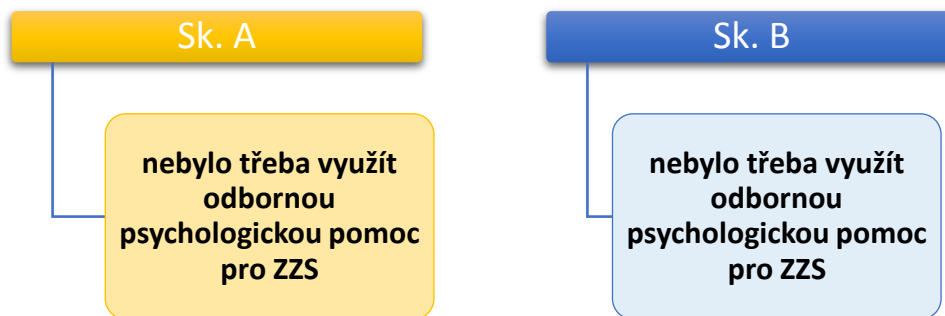 Sk. A
nebylo třeba využít
odbornou
psychologickou pomoc
pro ZZS
Sk. B
nebylo třeba využít
odbornou
psychologickou pomoc
pro ZZS